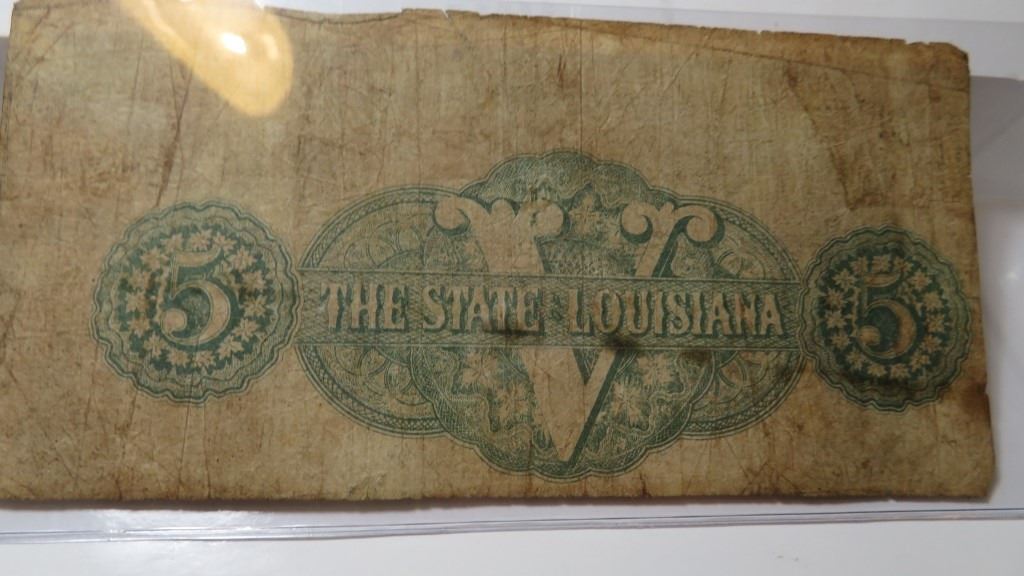 5 THE STATE LOUISIANA 5
V